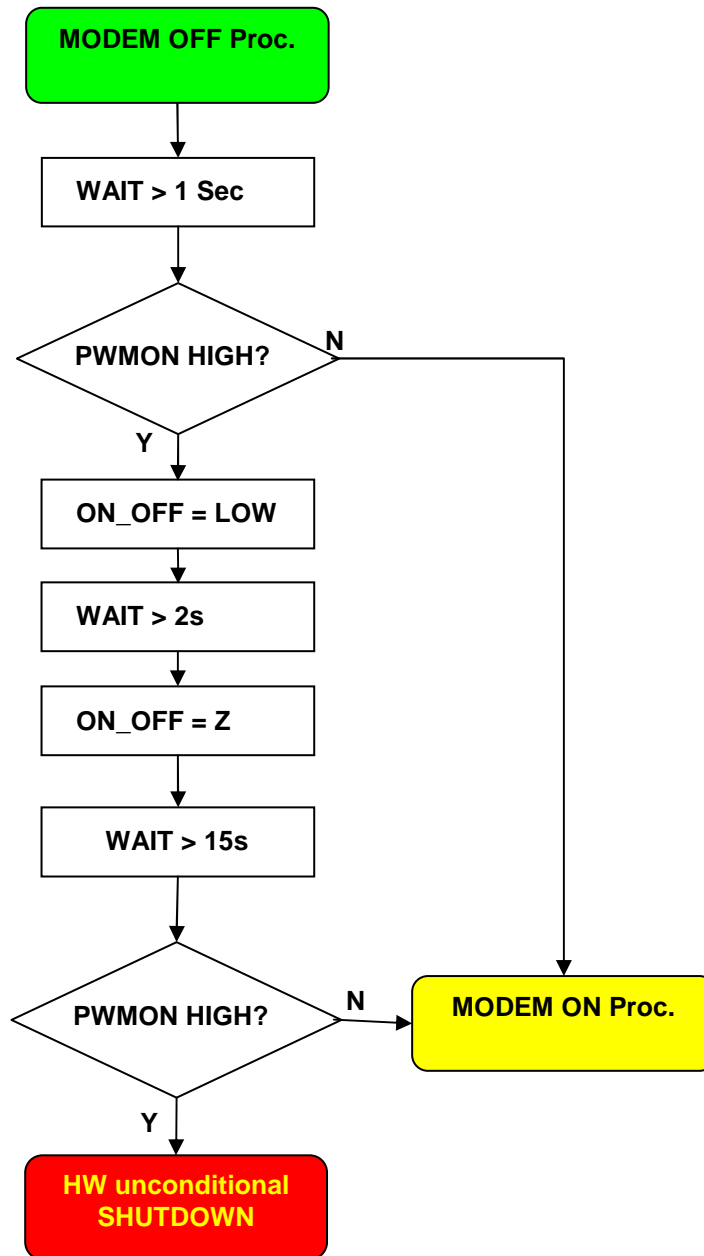 MODEM OFF Proc.
WAIT > 1 Sec
PWMON HIGH?
N
Y
ON_OFF = LOW
WAIT > 2s
ON_OFF = Z
WAIT > 15s
PWMON HIGH?
N
MODEM ON Proc.
Y
HW unconditional
SHUTDOWN